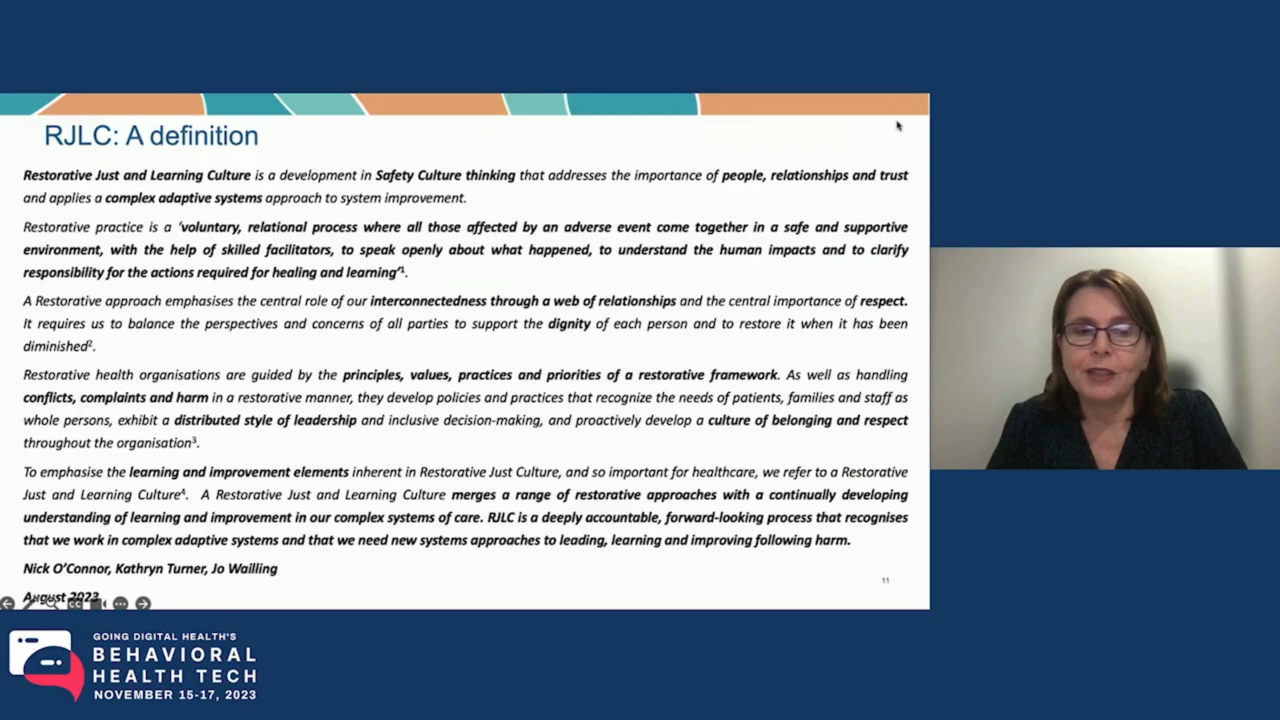 RJLC: A definition
Restorative Just and Learning Culture is a development in Safety Culture thinking that addresses the importance of people, relationships and trust
and applies a complex adaptive systems approach to system improvement.
Restorative practice is a ‘voluntary, relational process where all those affected by an adverse event come together in a safe and supportive
environment, with the help of skilled facilitators, to speak openly about what happened, to understand the human impacts and to clarify
responsibility for the actions required for healing and learning’¹.
A Restorative approach emphasises the central role of our interconnectedness through a web of relationships and the central importance of respect.
It requires us to balance the perspectives and concerns of all parties to support the dignity of each person and to restore it when it has been
diminished².
Restorative health organisations are guided by the principles, values, practices and priorities of a restorative framework. As well as handling
conflicts, complaints and harm in a restorative manner, they develop policies and practices that recognize the needs of patients, families and staff as
whole persons, exhibit a distributed style of leadership and inclusive decision-making, and proactively develop a culture of belonging and respect
throughout the organisation³.
To emphasise the learning and improvement elements inherent in Restorative Just Culture, and so important for healthcare, we refer to a Restorative
Just and Learning Culture⁴. A Restorative Just and Learning Culture merges a range of restorative approaches with a continually developing
understanding of learning and improvement in our complex systems of care. RJLC is a deeply accountable, forward-looking process that recognises
that we work in complex adaptive systems and that we need new systems approaches to leading, learning and improving following harm.
Nick O’Connor, Kathryn Turner, Jo Wailling
August 2023
11
GOING DIGITAL HEALTH'S
BEHAVIORAL
HEALTH TECH
NOVEMBER 15-17, 2023